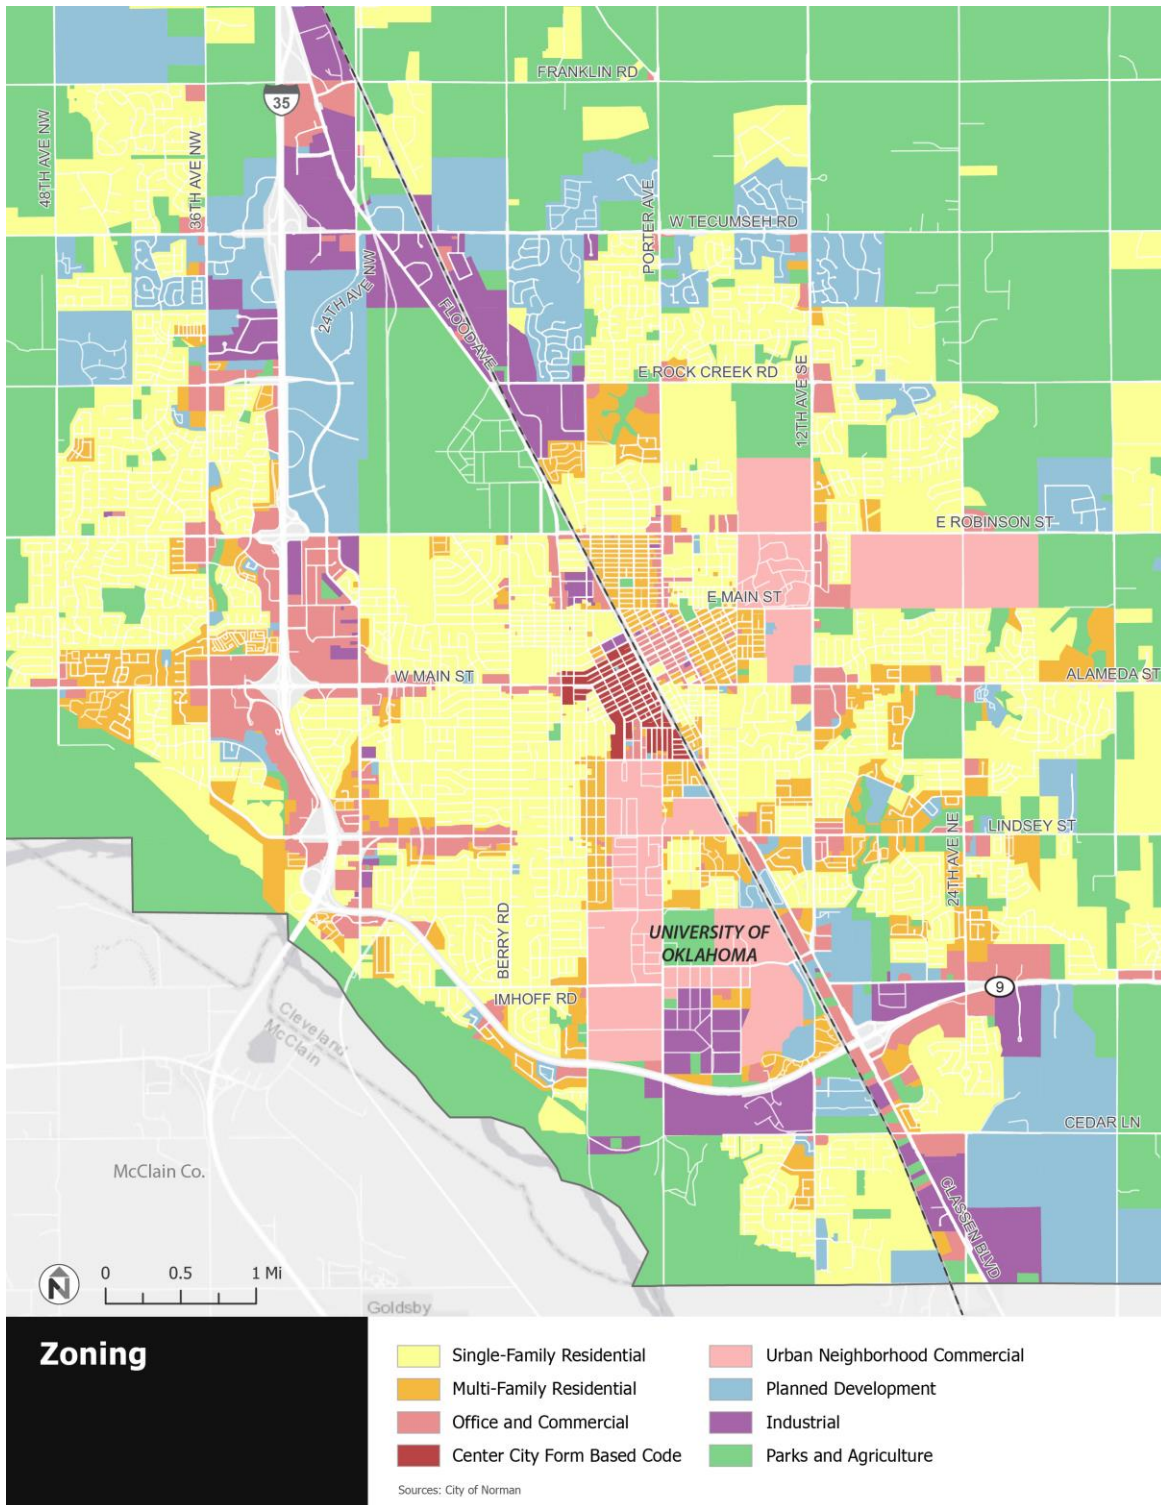 FRANKLIN RD
35
48TH AVE NW
36TH AVE NW
PORTER AVE
W TECUMSEH RD
24TH AVE NW
FLOOD AVE
E ROCK CREEK RD
12TH AVE SE
E ROBINSON ST
E MAIN ST
W MAIN ST
ALAMEDA ST
LINDSEY ST
24TH AVE NE
BERRY RD
UNIVERSITY OF
OKLAHOMA
IMHOFF RD
9
Cleveland
McClain
CEDAR LN
McClain Co.
CLASSEN BLVD
N
0 0.5 1 Mi
Goldsby
Zoning
Single-Family Residential
Multi-Family Residential
Office and Commercial
Center City Form Based Code
Urban Neighborhood Commercial
Planned Development
Industrial
Parks and Agriculture
Sources: City of Norman